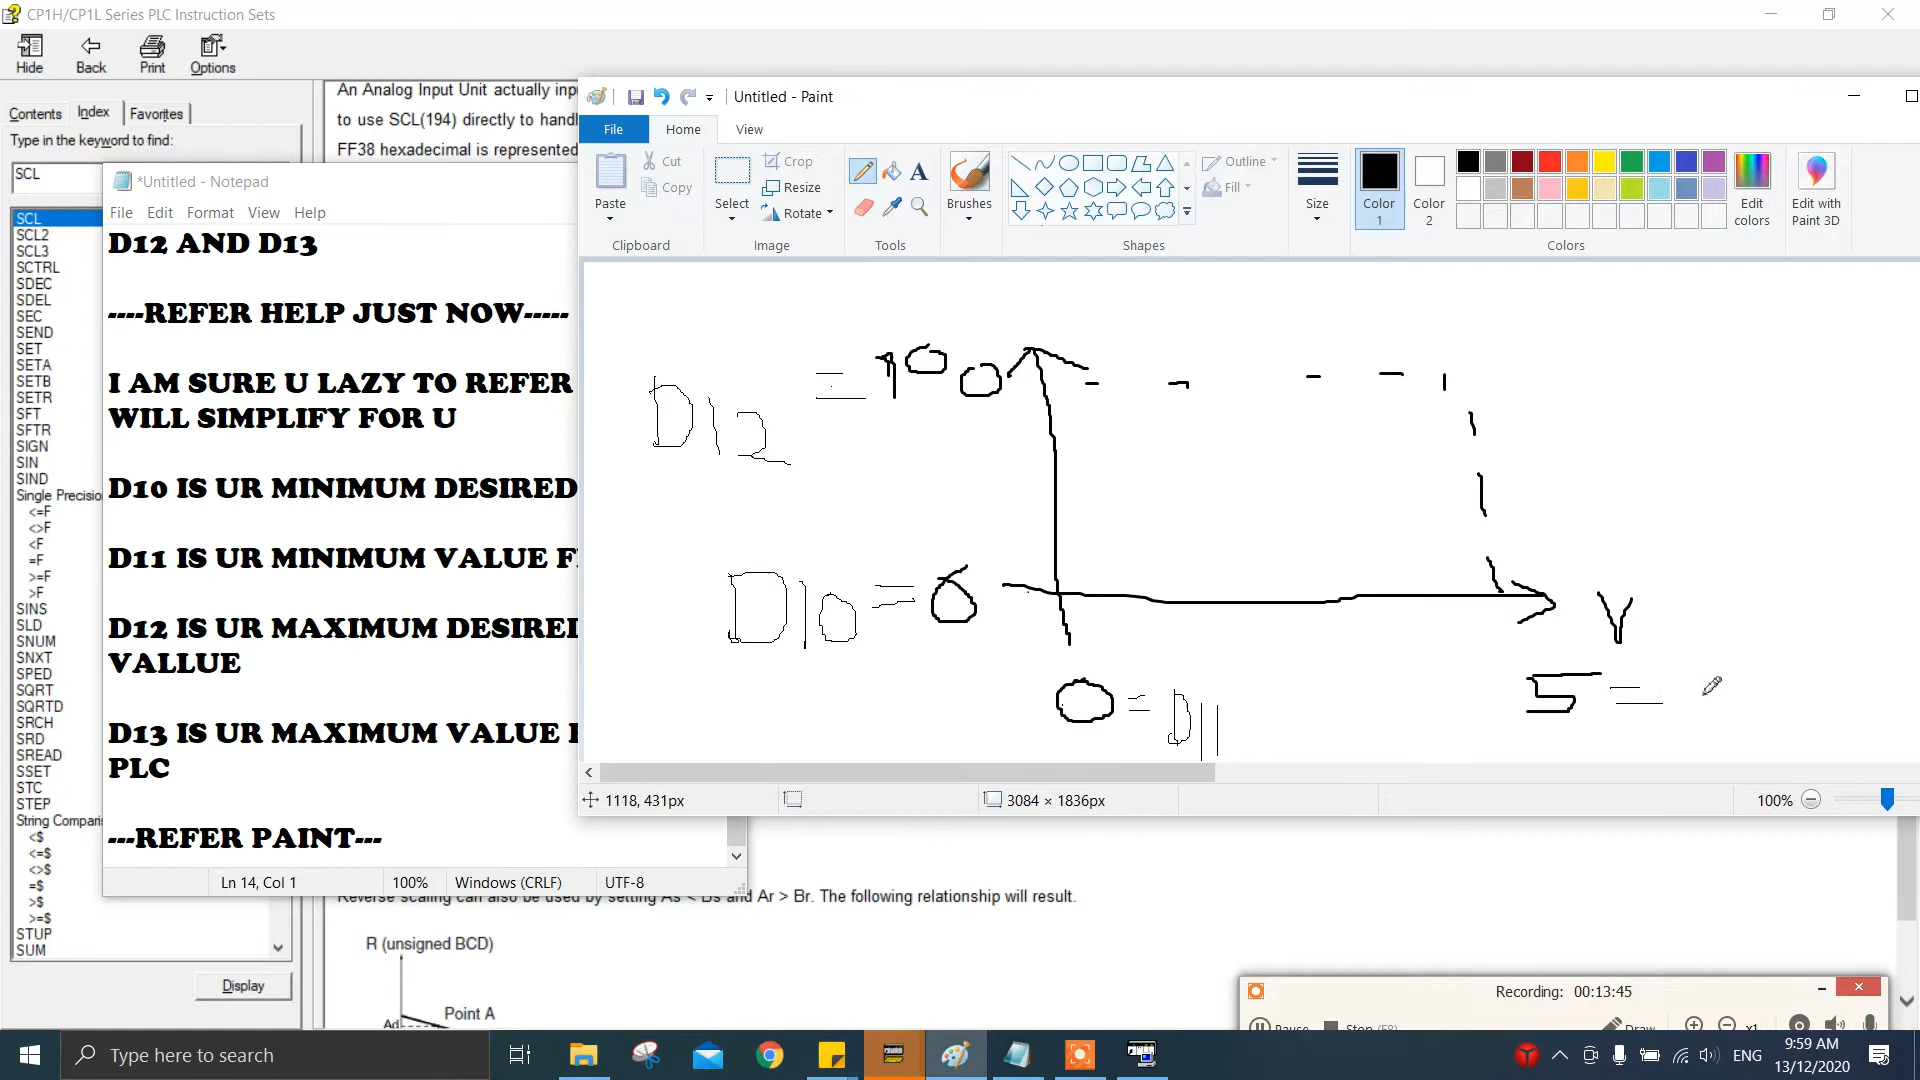 CP1H/CP1L Series PLC Instruction Sets
Hide
Back
Print
Options
Contents
Index
Favorites
Type in the keyword to find:
SCL
SCL
SCL2
SCL3
SCTRL
SDEC
SDEL
SEC
SEND
SET
SETA
SETB
SETR
SFT
SFTR
SIGN
SIN
SIND
Single Precisio
<=F
<>F
<F
=F
>=F
>F
SINS
SLD
SNUM
SNXT
SPED
SQRT
SQRTD
SRCH
SRD
SREAD
SSET
STC
STEP
String Comparis
<$
<=$
<>$
=$
>$
>=$
STUP
SUM
Display
An Analog Input Unit actually inpu
to use SCL(194) directly to handl
FF38 hexadecimal is represented
*Untitled - Notepad
File Edit Format View Help
D12 AND D13
----REFER HELP JUST NOW-----
I AM SURE U LAZY TO REFER
WILL SIMPLIFY FOR U
D10 IS UR MINIMUM DESIRED
D11 IS UR MINIMUM VALUE F
D12 IS UR MAXIMUM DESIRE
VALLUE
D13 IS UR MAXIMUM VALUE
PLC
---REFER PAINT---
Ln 14, Col 1
100%
Windows (CRLF)
UTF-8
Untitled - Paint
File
Home
View
Paste
Cut
Copy
Clipboard
Select
Crop
Resize
Rotate
Image
A
Tools
Brushes
Outline
Fill
Shapes
Size
Color
1
Color
2
Edit
colors
Edit with
Paint 3D
Colors
D12 = 100
D10 = 0
Y
0 = D11
5 =
1118, 431px
3084 × 1836px
100%
Reverse scaling can also be used by setting As < Bs and Ar > Br. The following relationship will result.
R (unsigned BCD)
Point A
Ad
Recording: 00:13:45
Pause
Stop (F8)
Draw
x1
Type here to search
ENG
9:59 AM
13/12/2020